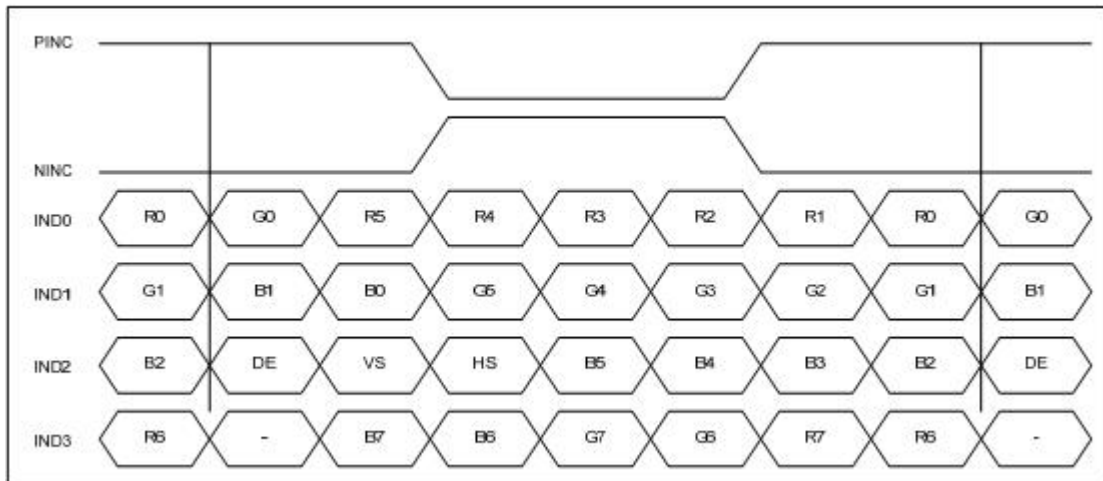 PINC
NINC
IND0 R0 G0 R5 R4 R3 R2 R1 R0 G0
IND1 G1 B1 B0 G5 G4 G3 G2 G1 B1
IND2 B2 DE VS HS B5 B4 B3 B2 DE
IND3 R6 - B7 B6 G7 G6 R7 R6 -